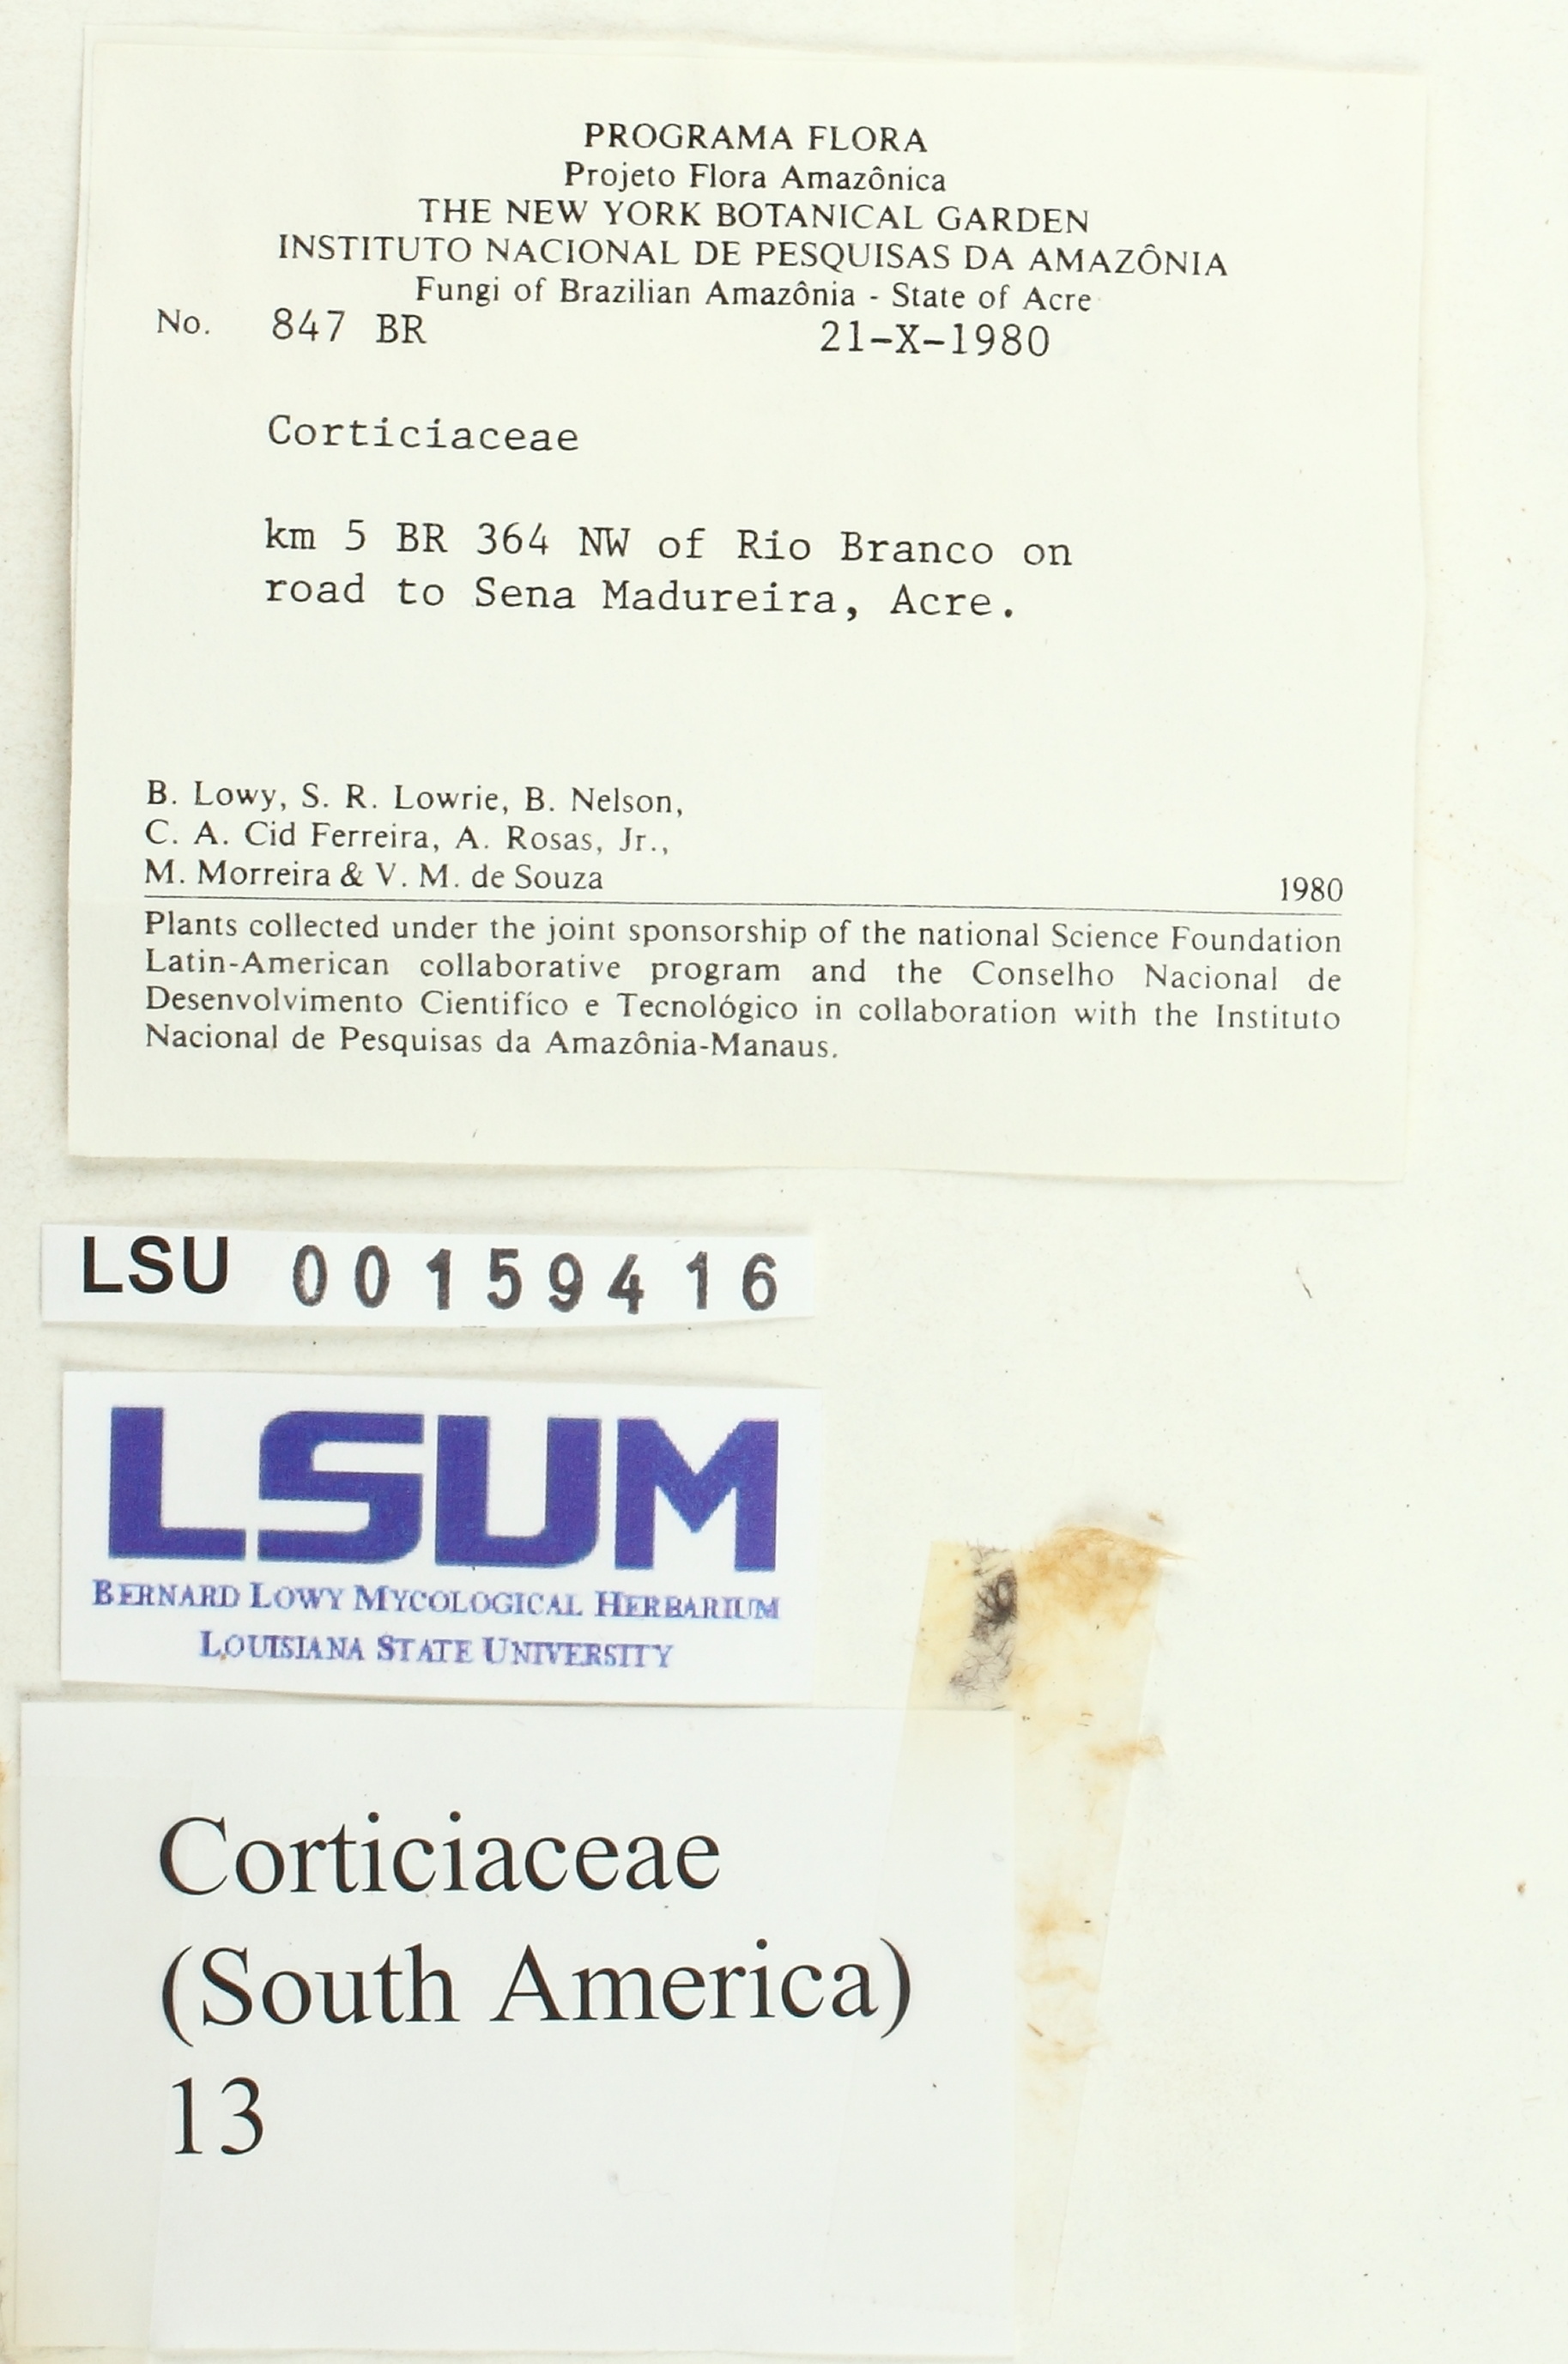 PROGRAMA FLORA
Projeto Flora Amazônica
THE NEW YORK BOTANICAL GARDEN
INSTITUTO NACIONAL DE PESQUISAS DA AMAZÔNIA
Fungi of Brazilian Amazônia - State of Acre
No. 847 BR 21-X-1980
Corticiaceae
km 5 BR 364 NW of Rio Branco on
road to Sena Madureira, Acre.
B. Lowy, S. R. Lowrie, B. Nelson,
C. A. Cid Ferreira, A. Rosas, Jr.,
M. Morreira & V. M. de Souza 1980
Plants collected under the joint sponsorship of the national Science Foundation
Latin-American collaborative program and the Conselho Nacional de
Desenvolvimento Científico e Tecnológico in collaboration with the Instituto
Nacional de Pesquisas da Amazônia-Manaus.
LSU 00159416
LSUM
BERNARD LOWY MYCOLOGICAL HERBARIUM
LOUISIANA STATE UNIVERSITY
Corticiaceae
(South America)
13